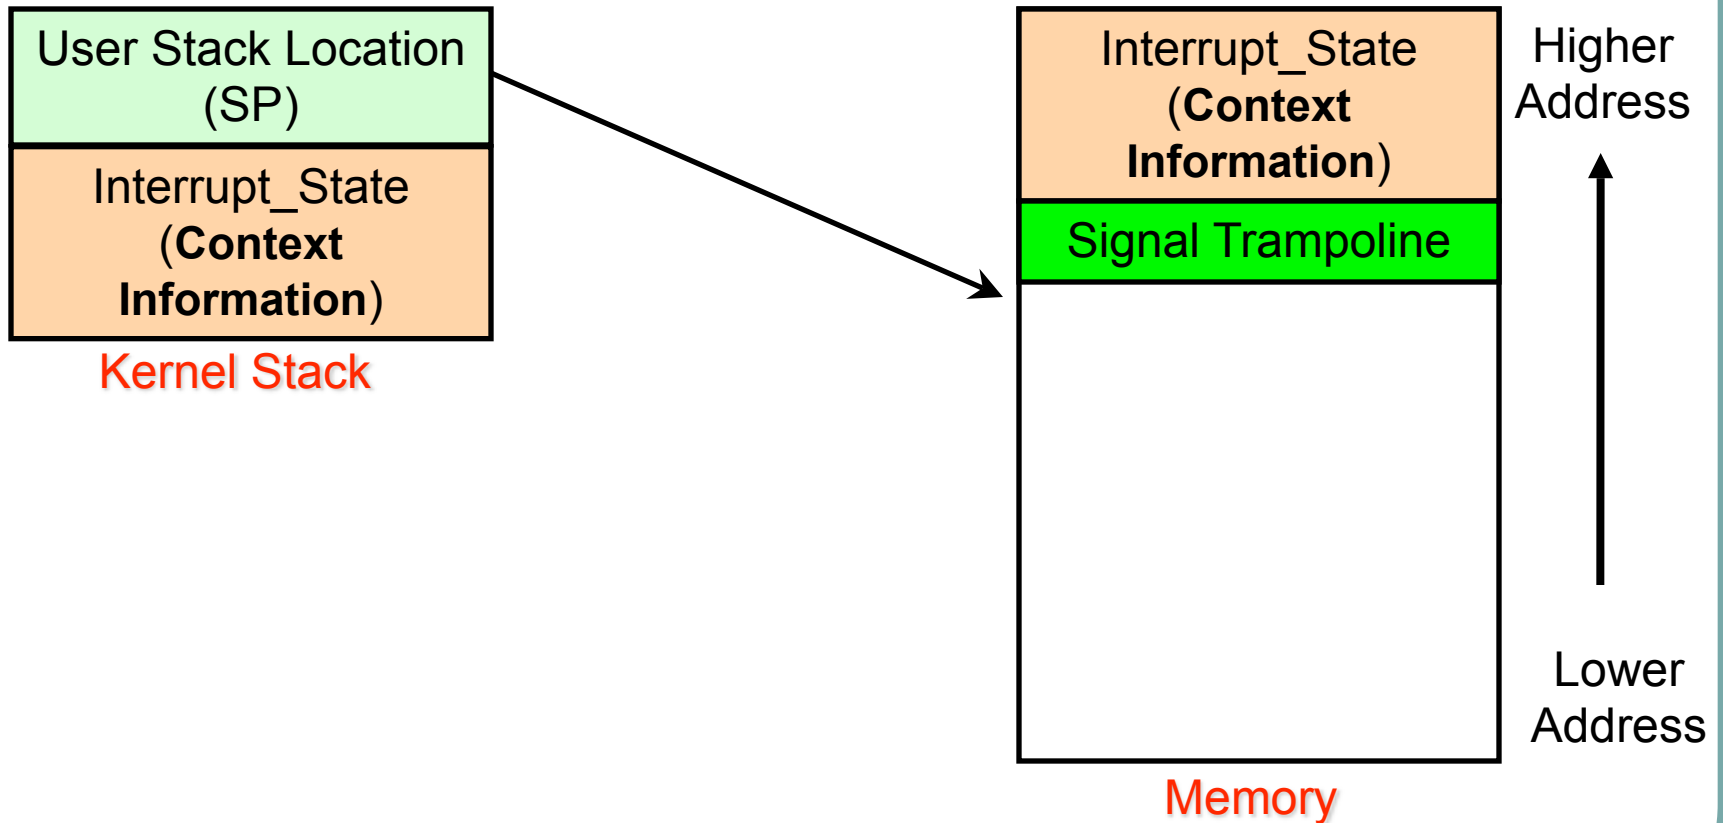 User Stack Location
(SP)
Interrupt_State
(Context
Information)
Kernel Stack
Interrupt_State
(Context
Information)
Signal Trampoline
Memory
Higher
Address
Lower
Address